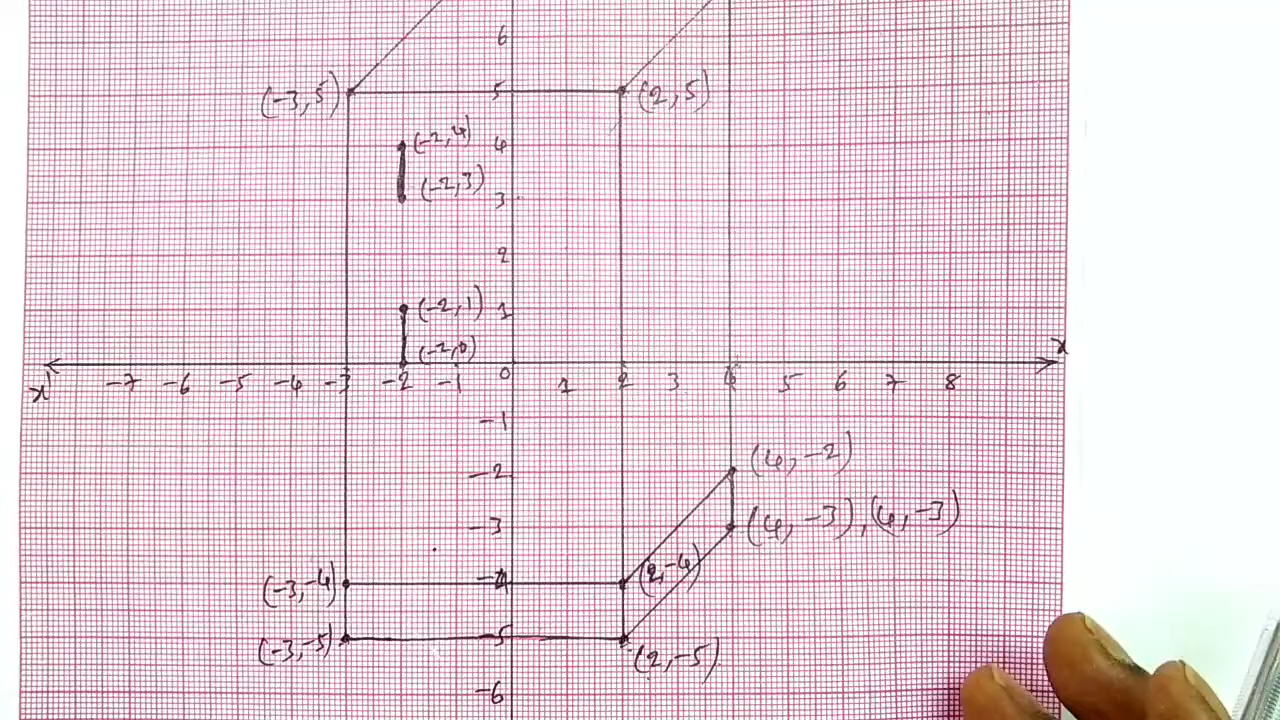 6
(-3,5) 5 (2,5)
(-2,4) 4
(-2,3)
3
2
(-2,1) 1
(-2,0)
x
x' -7 -6 -5 -4 -3 -2 -1 0 1 2 3 4 5 6 7 8
-1
(4,-2)
-2
-3 (4,-3),(4,-3)
(-3,-4) -4 (2,-4)
(-3,-5) -5 (2,-5)
-6